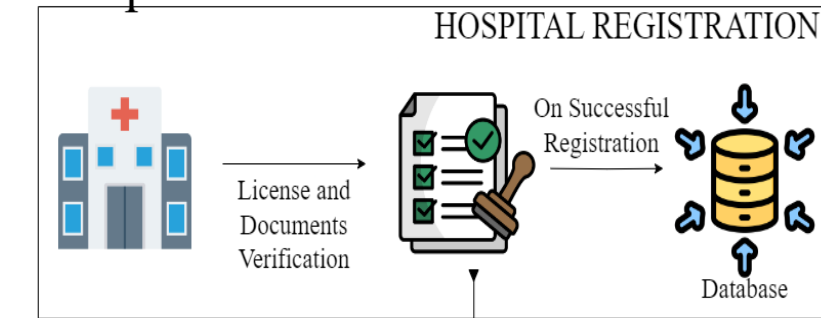 HOSPITAL REGISTRATION
License and
Documents
Verification
On Successful
Registration
Database